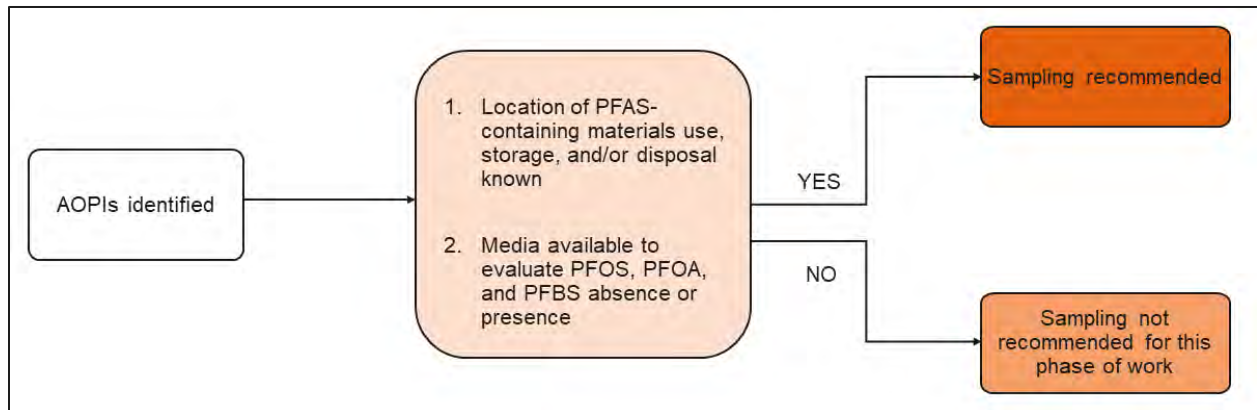 AOPIs identified
1. Location of PFAS-
containing materials use,
storage, and/or disposal
known
2. Media available to
evaluate PFOS, PFOA,
and PFBS absence or
presence
YES
NO
Sampling recommended
Sampling not
recommended for this
phase of work